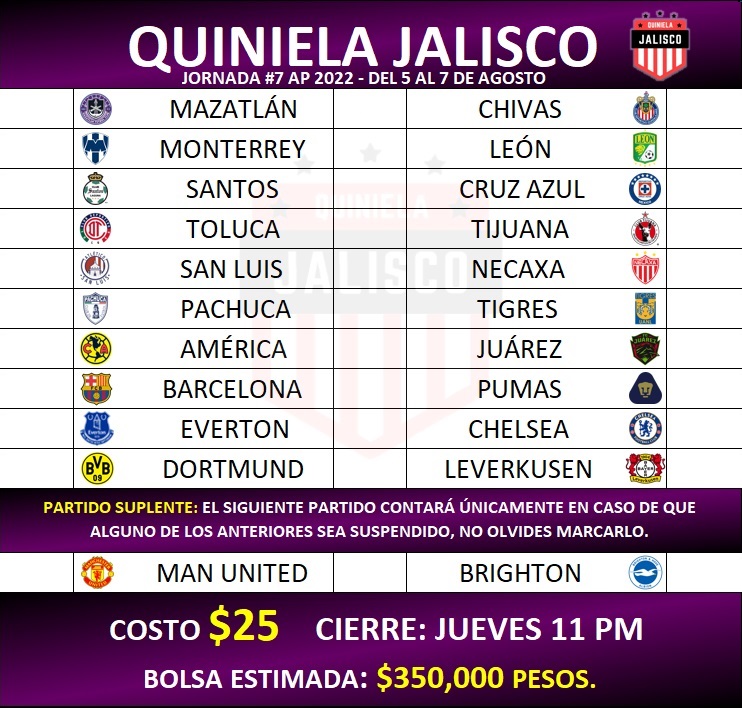 QUINIELA JALISCO
QUINIELA
JALISCO
JORNADA #7 AP 2022 - DEL 5 AL 7 DE AGOSTO
MAZATLÁN CHIVAS
MONTERREY LEÓN
SANTOS CRUZ AZUL
TOLUCA TIJUANA
SAN LUIS NECAXA
PACHUCA TIGRES
AMÉRICA JUÁREZ
BARCELONA PUMAS
EVERTON CHELSEA
DORTMUND LEVERKUSEN
QUINIELA
JALISCO
PARTIDO SUPLENTE: EL SIGUIENTE PARTIDO CONTARÁ ÚNICAMENTE EN CASO DE QUE
ALGUNO DE LOS ANTERIORES SEA SUSPENDIDO, NO OLVIDES MARCARLO.
MAN UNITED BRIGHTON
COSTO $25 CIERRE: JUEVES 11 PM
BOLSA ESTIMADA: $350,000 PESOS.